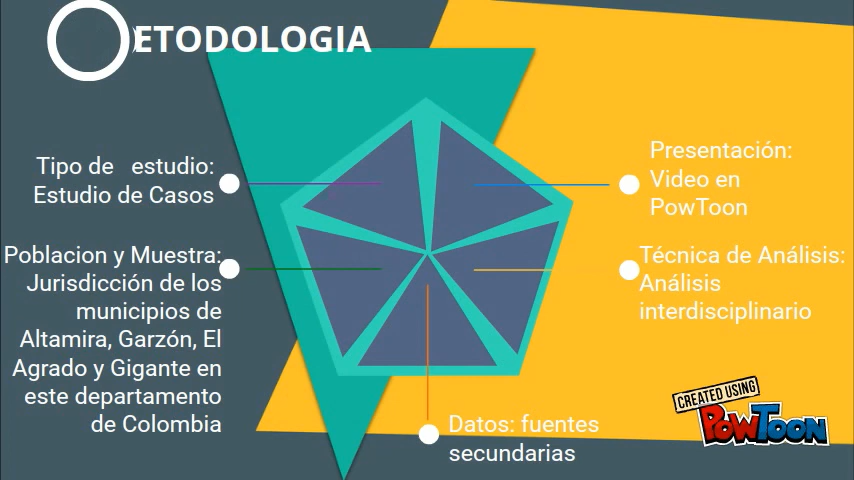 ETODOLOGIA
Tipo de estudio:
Estudio de Casos
Poblacion y Muestra:
Jurisdicción de los
municipios de
Altamira, Garzón, El
Agrado y Gigante en
este departamento
de Colombia
Presentación:
Video en
PowToon
Técnica de Análisis:
Análisis
interdisciplinario
Datos: fuentes
secundarias
CREATED USING
POWTOON